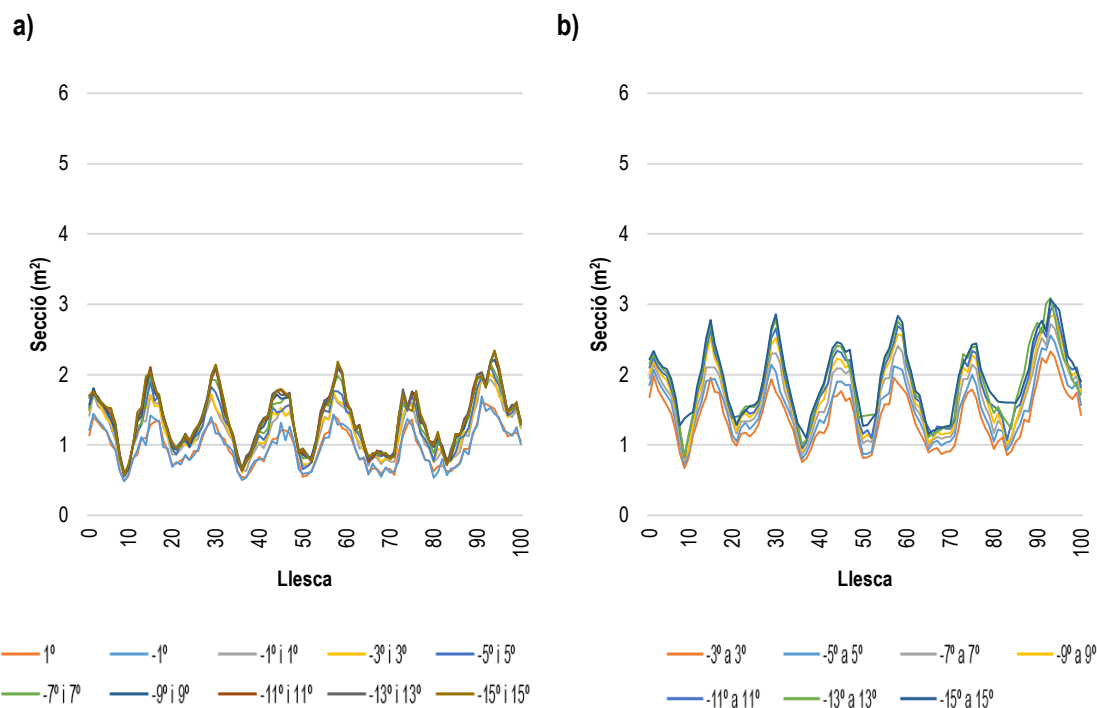 a)
6
5
4
3
2
1
0
Secció (m²)
0 10 20 30 40 50 60 70 80 90 100
Llesca
1º -1º -1º i 1º -3º i 3º -5º i 5º
-7º i 7º -9º i 9º -11º i 11º -13º i 13º -15º i 15º
b)
6
5
4
3
2
1
0
Secció (m²)
0 10 20 30 40 50 60 70 80 90 100
Llesca
-3º a 3º -5º a 5º -7º a 7º -9º a 9º
-11º a 11º -13º a 13º -15º a 15º